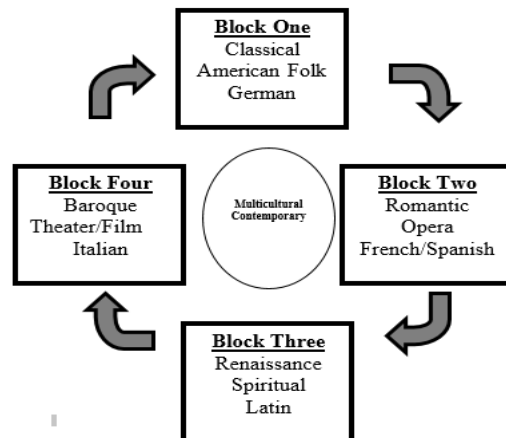 Block One
Classical
American Folk
German
Block Four
Baroque
Theater/Film
Italian
Multicultural
Contemporary
Block Two
Romantic
Opera
French/Spanish
Block Three
Renaissance
Spiritual
Latin